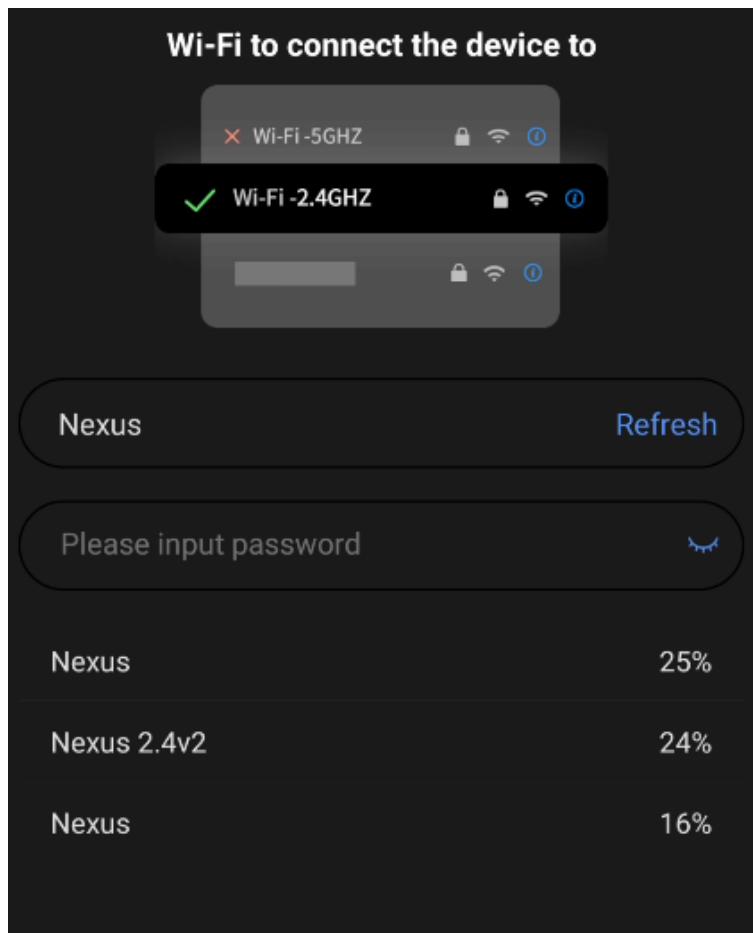 Wi-Fi to connect the device to
Wi-Fi -5GHZ
Wi-Fi -2.4GHZ
Nexus Refresh
Please input password
Nexus 25%
Nexus 2.4v2 24%
Nexus 16%